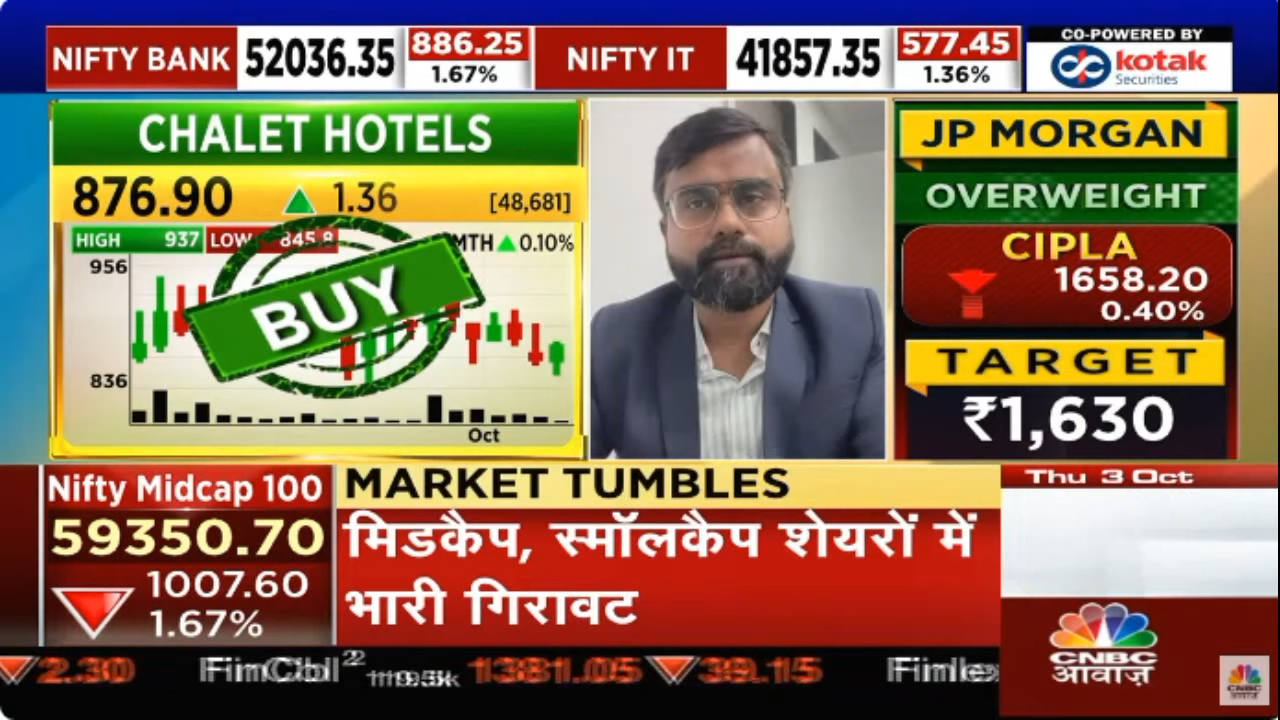 NIFTY BANK 52036.35 886.25 1.67% NIFTY IT 41857.35 577.45 1.36%
CO-POWERED BY
kotak
Securities
CHALET HOTELS
876.90 1.36 [48,681]
HIGH 937 LOW 845.8 MTH 0.10%
956
BUY
836
Oct
JP MORGAN
OVERWEIGHT
CIPLA
1658.20
0.40%
TARGET
₹1,630
Nifty Midcap 100
59350.70
1007.60
1.67%
MARKET TUMBLES
मिडकैप, स्मॉलकैप शेयरों में
भारी गिरावट
Thu 3 Oct
2.30 1381.05 39.15
CNBC
आवाज़